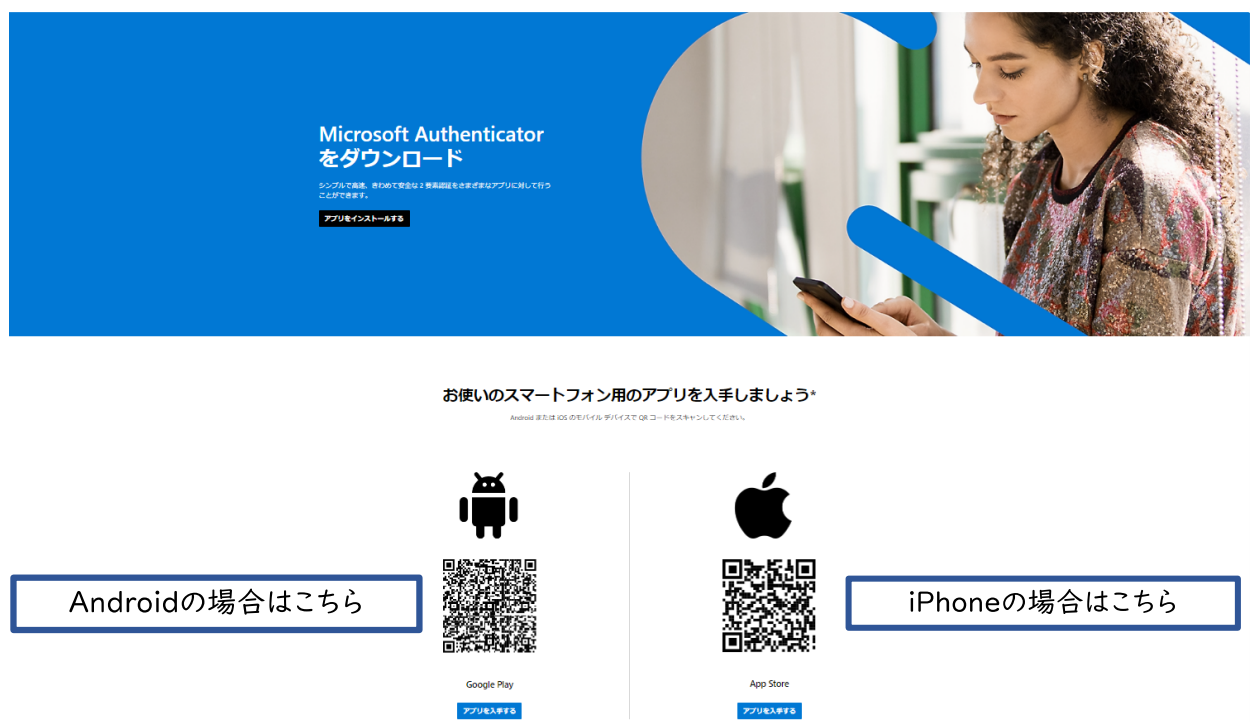 Microsoft Authenticator
をダウンロード
シンプルで高速、きわめて安全な 2 要素認証をさまざまなアプリに対して行う
ことができます。
アプリをインストールする
お使いのスマートフォン用のアプリを入手しましょう*
Android または iOS のモバイル デバイスで QR コードをスキャンしてください。
Androidの場合はこちら
iPhoneの場合はこちら
Google Play
App Store
アプリを入手する
アプリを入手する